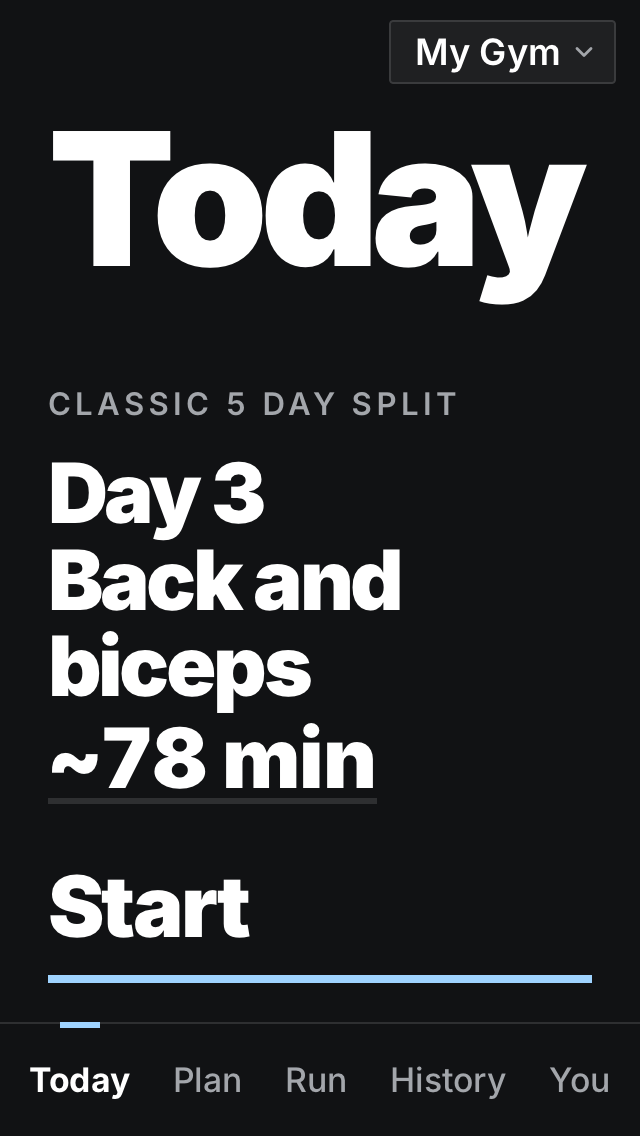 My Gym
Today
CLASSIC 5 DAY SPLIT
Day 3
Back and
biceps
~78 min
Start
Today Plan Run History You